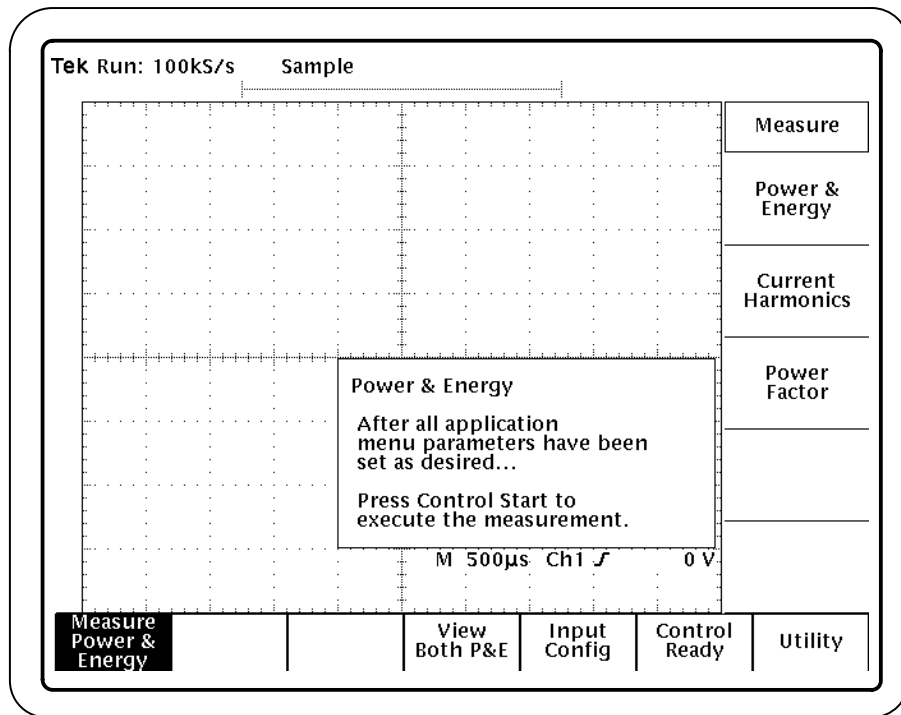 Tek Run: 100kS/s Sample
Measure
Power &
Energy
Current
Harmonics
Power
Factor
Power & Energy
After all application
menu parameters have been
set as desired...
Press Control Start to
execute the measurement.
M 500µs Ch1 ƒ 0 V
Measure
Power &
Energy
View
Both P&E
Input
Config
Control
Ready
Utility